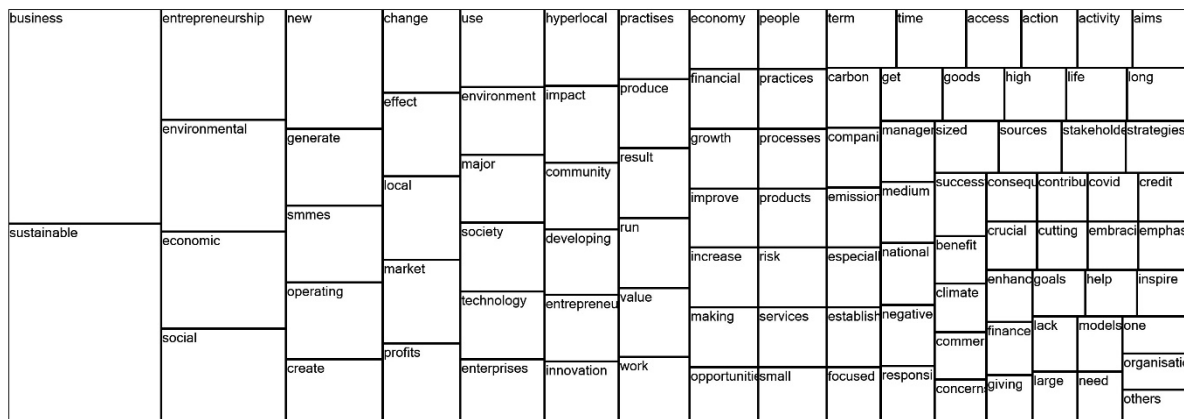 business
sustainable
entrepreneurship
environmental
economic
social
new
generate
smmes
operating
create
change
effect
local
market
profits
use
environment
major
society
technology
enterprises
hyperlocal
impact
community
developing
entrepreneu
innovation
practises
produce
result
run
value
work
economy
financial
growth
improve
increase
making
opportunitie
people
practices
processes
products
risk
services
small
term
carbon
compani
emission
especiall
establish
focused
time
access
action
activity
aims
get
goods
high
life
long
manager
medium
national
negative
responsi
sized
sources
stakeholde
strategies
success
benefit
climate
commer
concern
consequ
contribu
covid
credit
crucial
cutting
embraci
emphas
enhanc
goals
help
inspire
finance
giving
lack
models
one
large
need
organisati
others